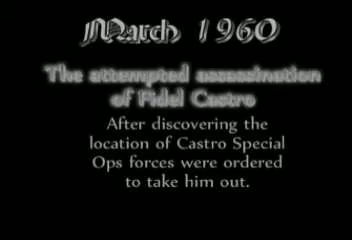 March 1960
The attempted assessination
of Fidel Castro
After discovering the
location of Castro Special
Ops forces were ordered
to take him out.